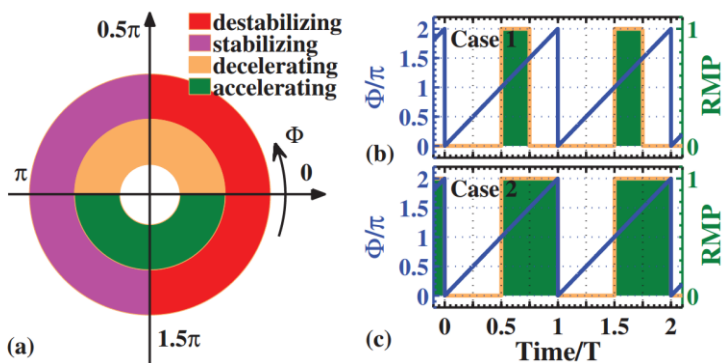 (a)
destabilizing
stabilizing
decelerating
accelerating
0.5π
π
0
Φ
1.5π
2
1.5
1
0.5
0
Φ/π
Case 1
1
0
RMP
(b)
2
1.5
1
0.5
0
Φ/π
Case 2
1
0
RMP
(c)
0 0.5 1 1.5 2
Time/T